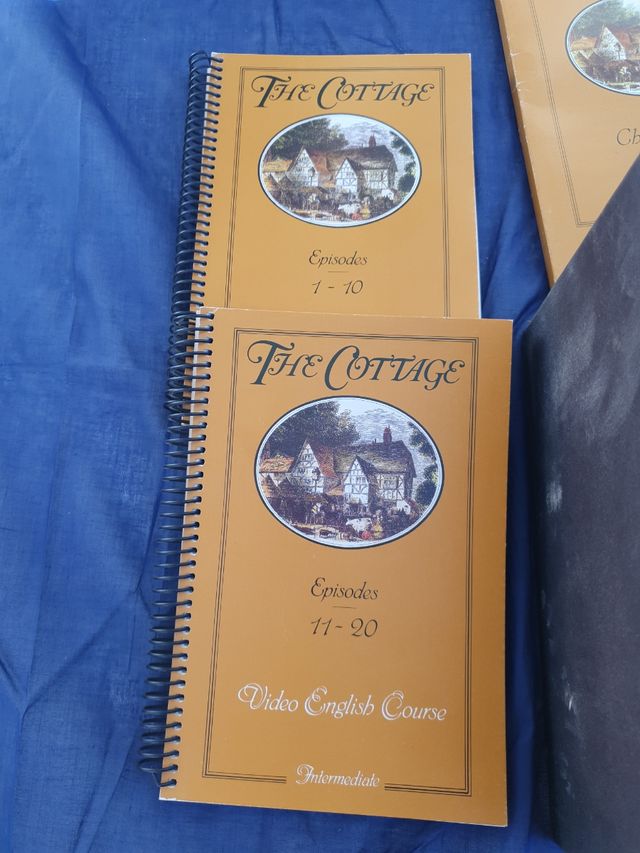 THE COTTAGE
Episodes
1 - 10
THE COTTAGE
Episodes
11 - 20
Video English Course
Intermediate